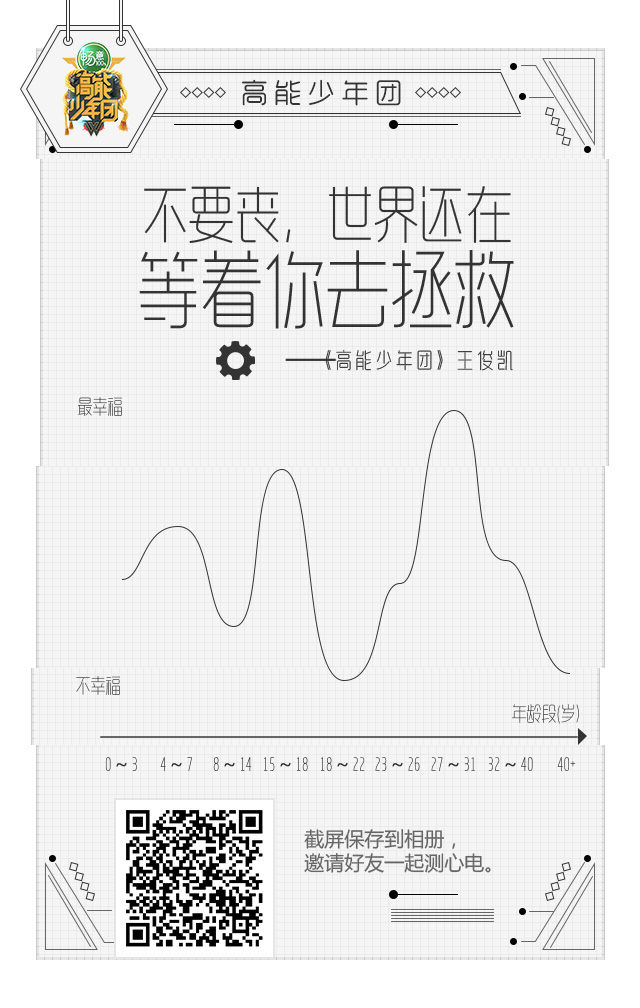 畅意
高能
少年团
高能少年团
不要丧，世界还在
等着你去拯救
——《高能少年团》王俊凯
最幸福
不幸福
年龄段(岁)
0～3 4～7 8～14 15～18 18～22 23～26 27～31 32～40 40+
截屏保存到相册，
邀请好友一起测心电。